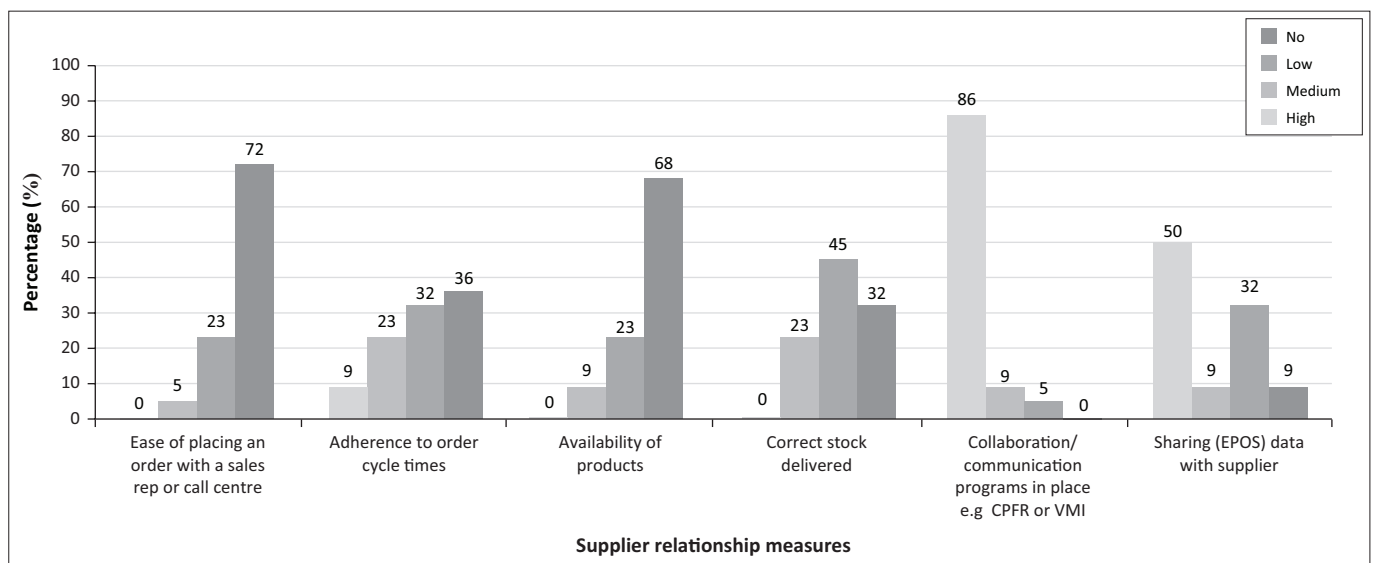 No
Low
Medium
High
Percentage (%)
100
90
80
70
60
50
40
30
20
10
0
0
5
23
72
9
23
32
36
0
9
23
68
0
23
45
32
86
9
5
0
50
9
32
9
Ease of placing an
order with a sales
rep or call centre
Adherence to order
cycle times
Availability of
products
Correct stock
delivered
Collaboration/
communication
programs in place
e.g CPFR or VMI
Sharing (EPOS) data
with supplier
Supplier relationship measures